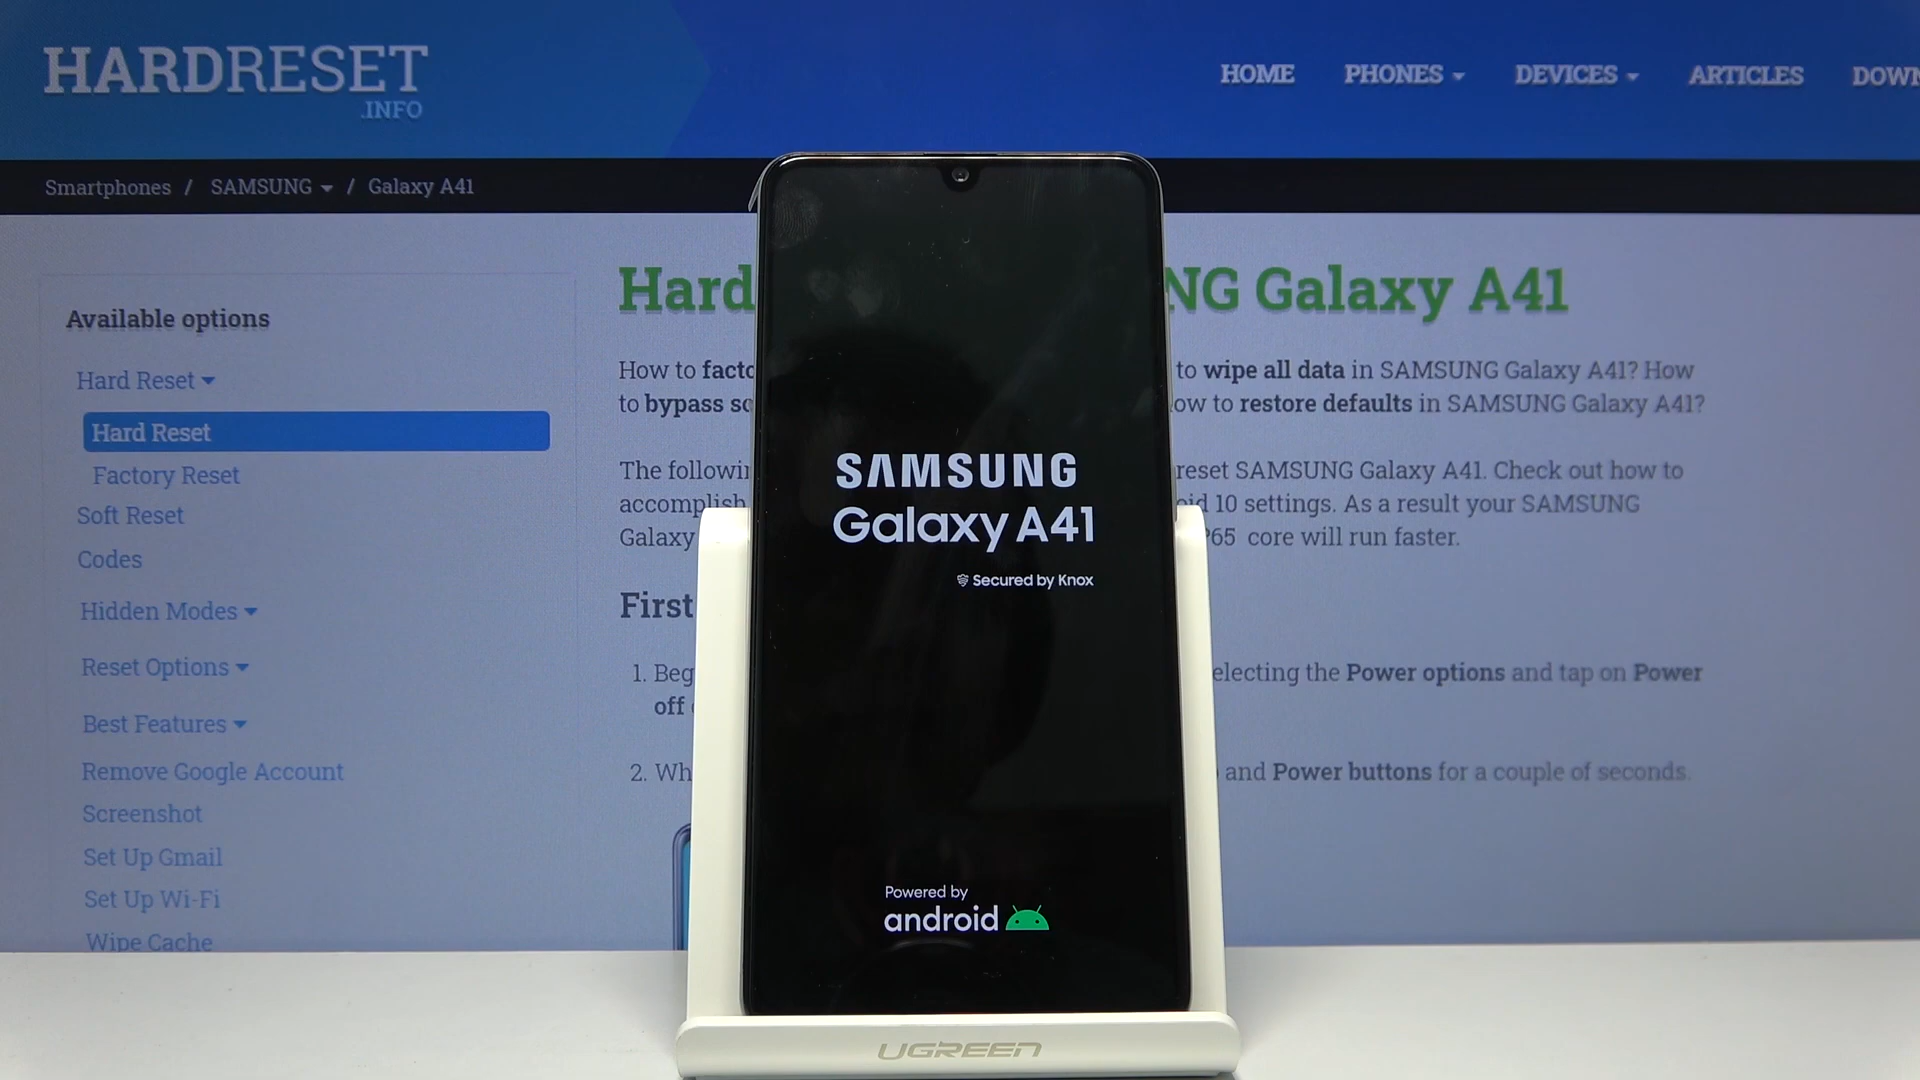 HARDRESET
.INFO
HOME PHONES DEVICES ARTICLES
Smartphones / SAMSUNG / Galaxy A41
Available options
Hard Reset
Hard Reset
Factory Reset
Soft Reset
Codes
Hidden Modes
Reset Options
Best Features
Remove Google Account
Screenshot
Set Up Gmail
Set Up Wi-Fi
Wipe Cache
Hard NG Galaxy A41
How to to wipe all data in SAMSUNG Galaxy A41? How
to bypass how to restore defaults in SAMSUNG Galaxy A41?
The reset SAMSUNG Galaxy A41. Check out how to
accomplish 10 settings. As a result your SAMSUNG
Galaxy core will run faster.
First
1. the Power options and tap on Power
off
2. and Power buttons for a couple of seconds.
SAMSUNG
Galaxy A41
Secured by Knox
Powered by
android
UGREEN